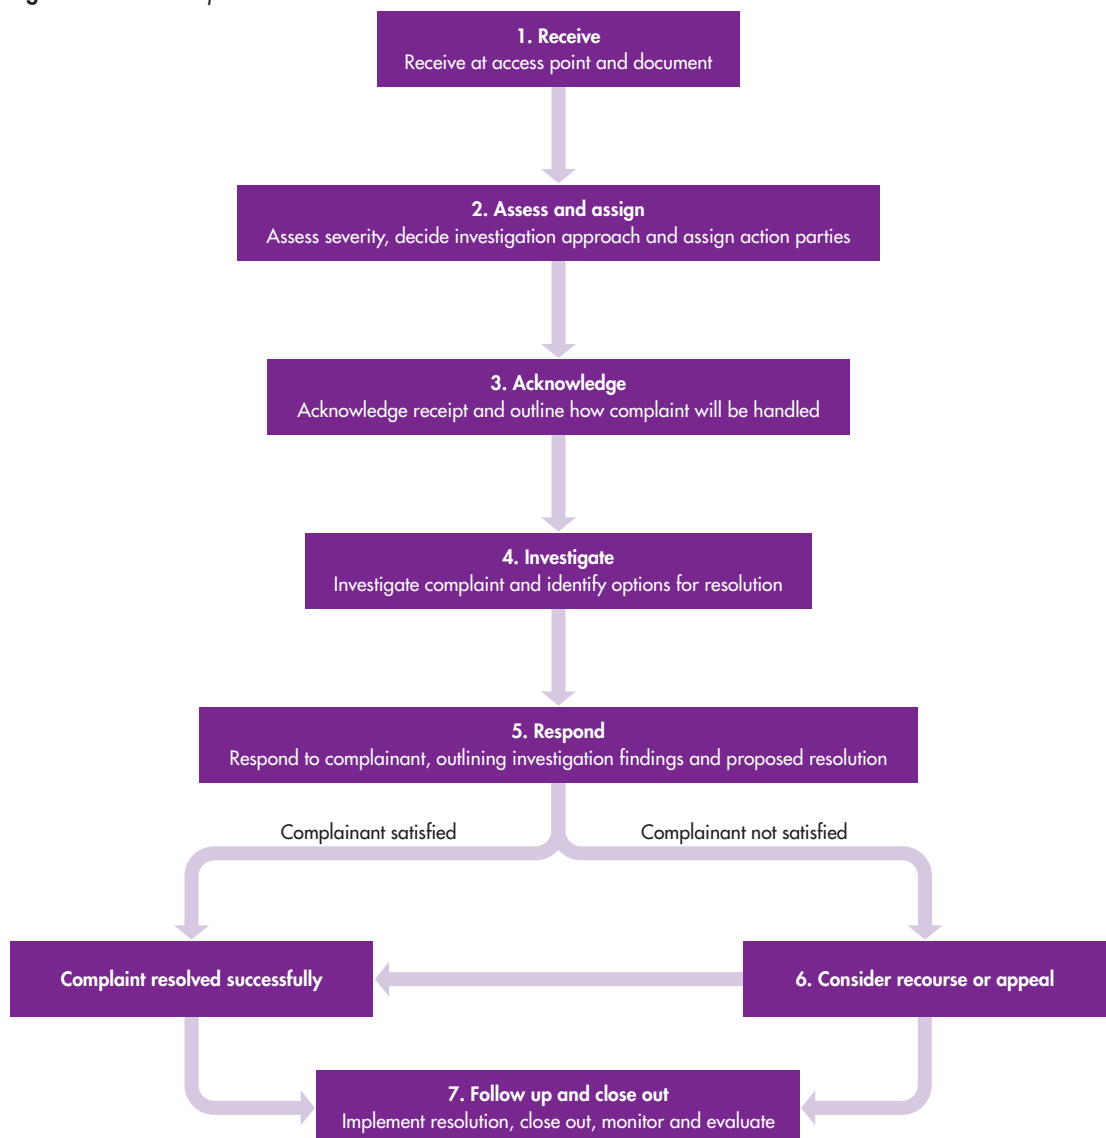 1. Receive
Receive at access point and document
2. Assess and assign
Assess severity, decide investigation approach and assign action parties
3. Acknowledge
Acknowledge receipt and outline how complaint will be handled
4. Investigate
Investigate complaint and identify options for resolution
5. Respond
Respond to complainant, outlining investigation findings and proposed resolution
Complainant satisfied
Complainant not satisfied
Complaint resolved successfully
6. Consider recourse or appeal
7. Follow up and close out
Implement resolution, close out, monitor and evaluate